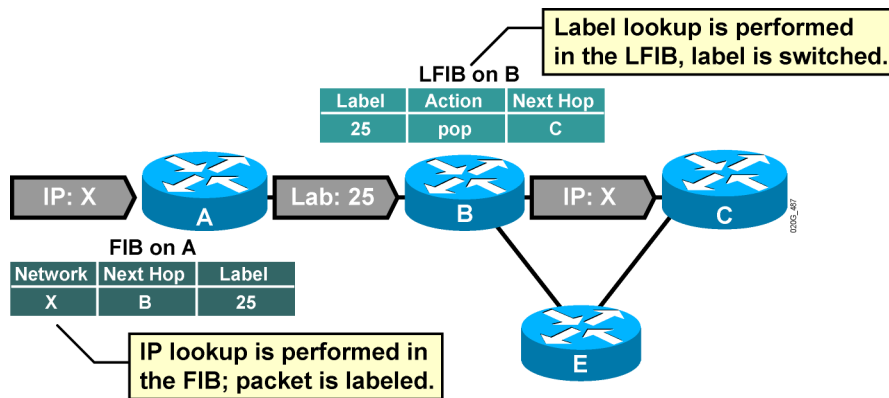 Label lookup is performed
in the LFIB, label is switched.
LFIB on B
Label Action Next Hop
25 pop C
IP: X
A
Lab: 25
B
IP: X
C
020G_487
FIB on A
Network Next Hop Label
X B 25
IP lookup is performed in
the FIB; packet is labeled.
E